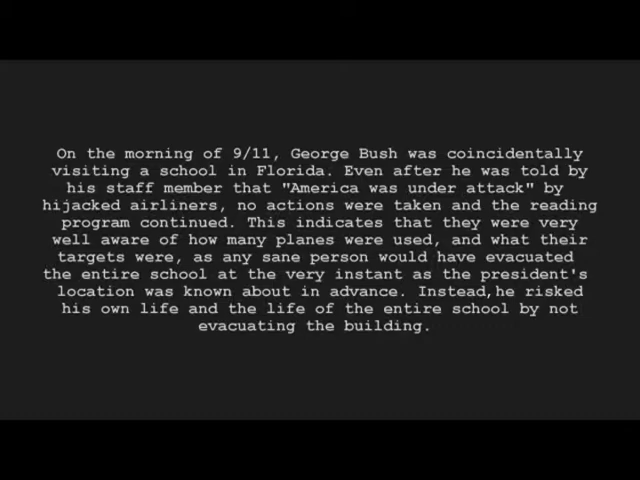 On the morning of 9/11, George Bush was coincidentally
visiting a school in Florida. Even after he was told by
his staff member that "America was under attack" by
hijacked airliners, no actions were taken and the reading
program continued. This indicates that they were very
well aware of how many planes were used, and what their
targets were, as any sane person would have evacuated
the entire school at the very instant as the president's
location was known about in advance. Instead,he risked
his own life and the life of the entire school by not
evacuating the building.